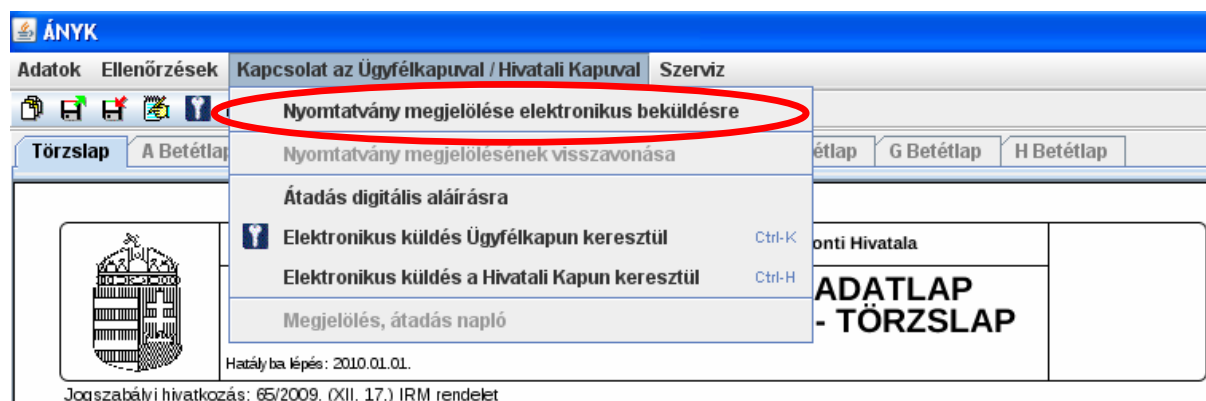 ÁNYK
Adatok Ellenőrzések Kapcsolat az Ügyfélkapuval / Hivatali Kapuval Szerviz
Nyomtatvány megjelölése elektronikus beküldésre
Törzslap A Betétlap étlap G Betétlap H Betétlap
Nyomtatvány megjelölésének visszavonása
Átadás digitális aláírásra
Elektronikus küldés Ügyfélkapun keresztül Ctrl-K
onti Hivatala
Elektronikus küldés a Hivatali Kapun keresztül Ctrl-H
ADATLAP
Megjelölés, átadás napló
- TÖRZSLAP
Hatályba lépés: 2010.01.01.
Jogszabályi hivatkozás: 65/2009. (XII. 17.) IRM rendelet